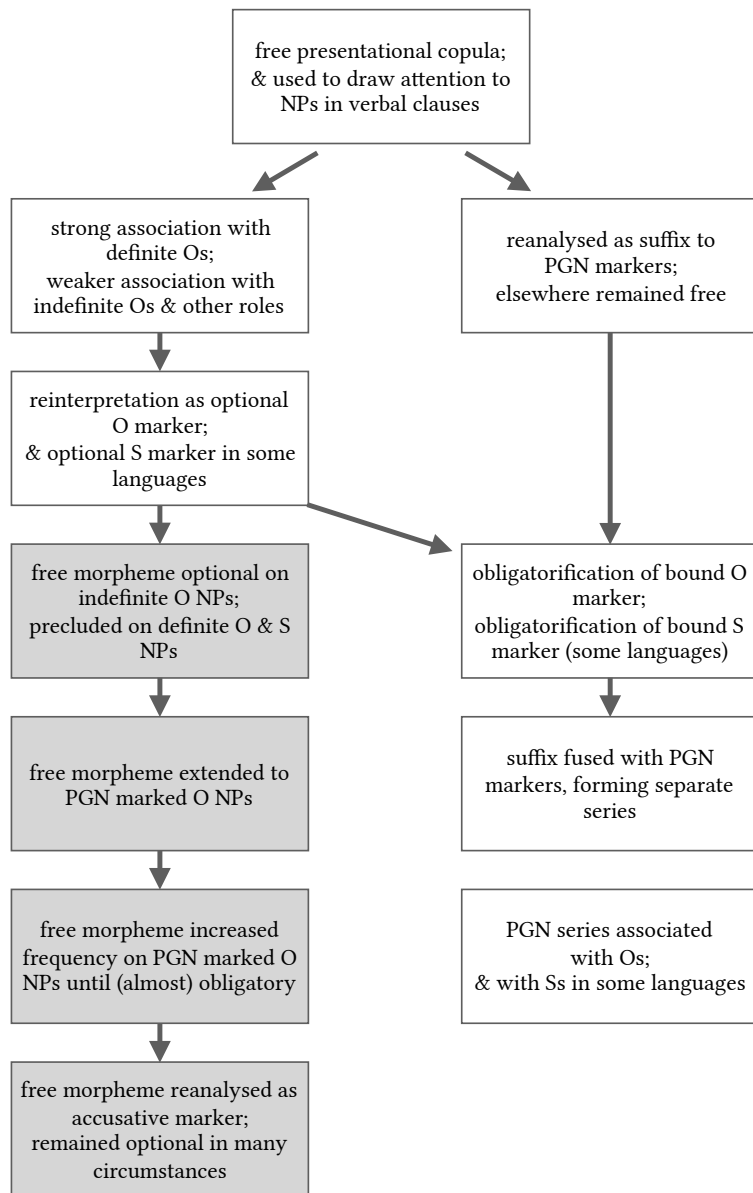 free presentational copula;
& used to draw attention to
NPs in verbal clauses
strong association with
definite Os;
weaker association with
indefinite Os & other roles
reanalysed as suffix to
PGN markers;
elsewhere remained free
reinterpretation as optional
O marker;
& optional S marker in some
languages
free morpheme optional on
indefinite O NPs;
precluded on definite O & S
NPs
obligatorification of bound O
marker;
obligatorification of bound S
marker (some languages)
free morpheme extended to
PGN marked O NPs
suffix fused with PGN
markers, forming separate
series
free morpheme increased
frequency on PGN marked O
NPs until (almost) obligatory
PGN series associated
with Os;
& with Ss in some languages
free morpheme reanalysed as
accusative marker;
remained optional in many
circumstances